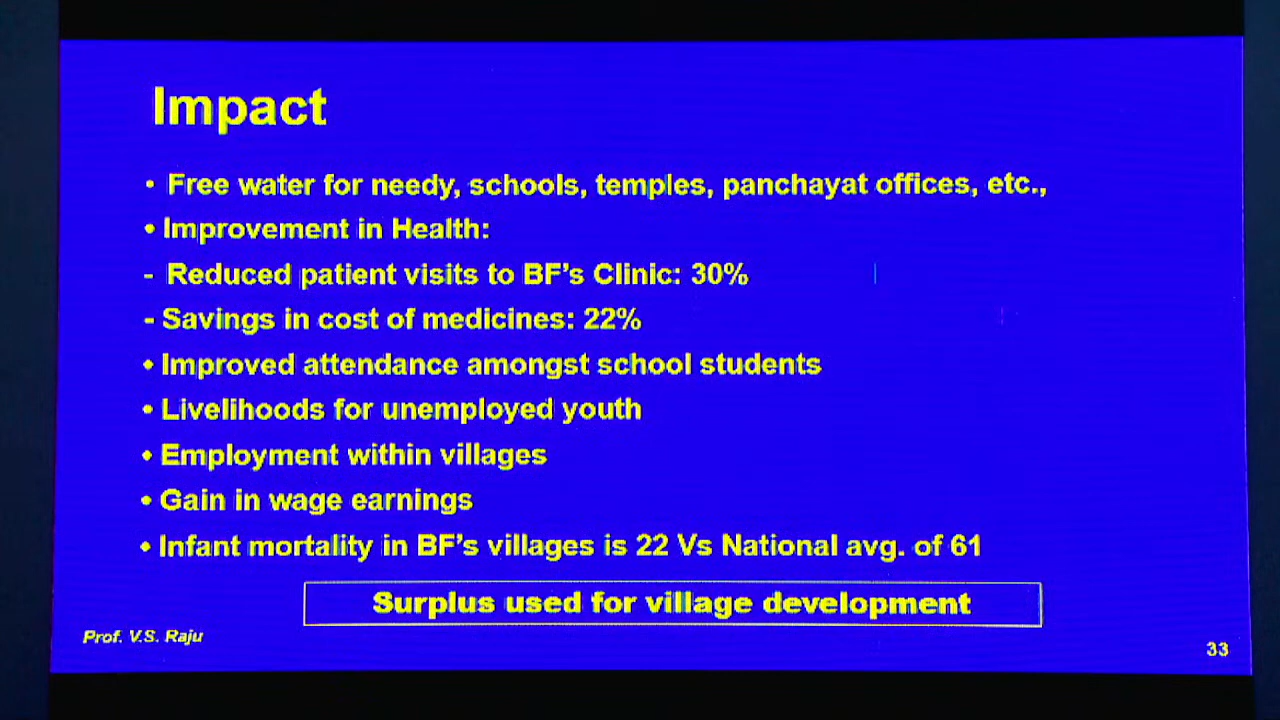 Impact
• Free water for needy, schools, temples, panchayat offices, etc.,
• Improvement in Health:
- Reduced patient visits to BF's Clinic: 30%
- Savings in cost of medicines: 22%
• Improved attendance amongst school students
• Livelihoods for unemployed youth
• Employment within villages
• Gain in wage earnings
• Infant mortality in BF's villages is 22 Vs National avg. of 61
Surplus used for village development
Prof. V.S. Raju
33